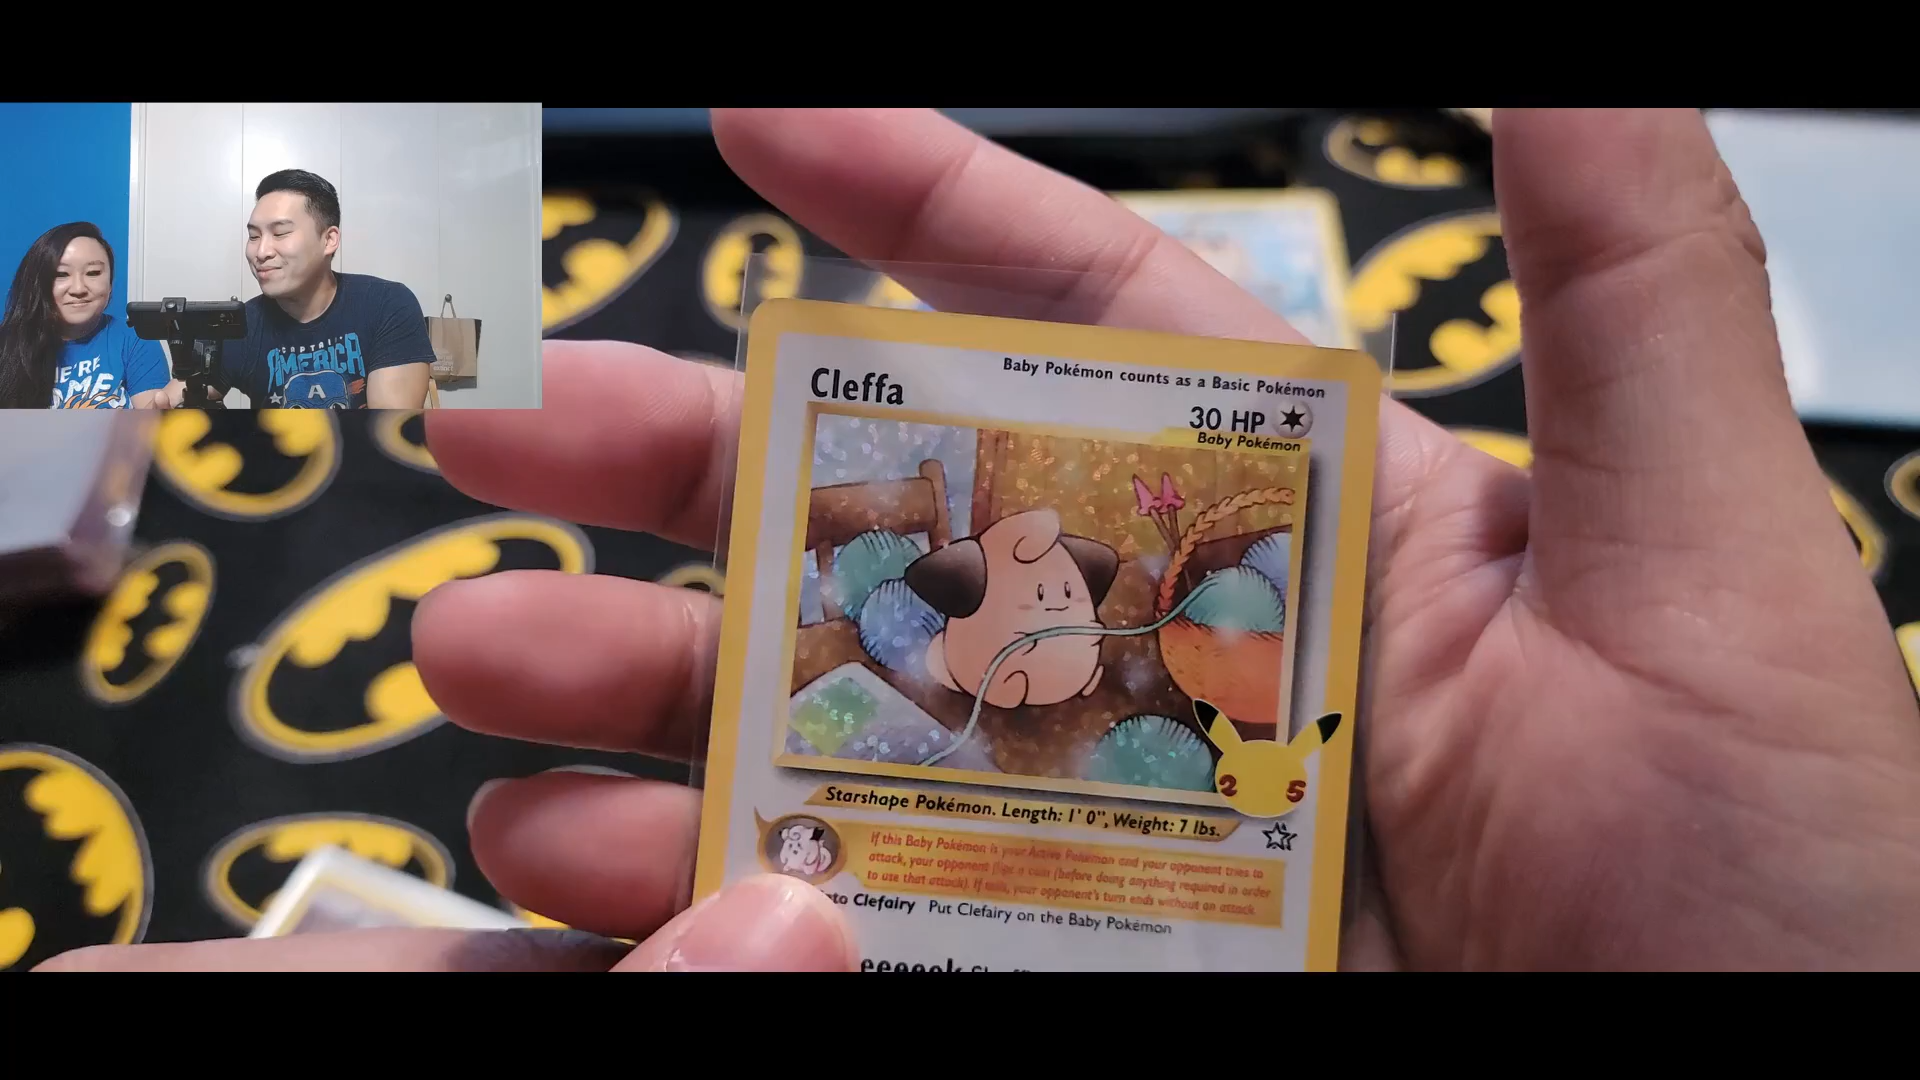 CAPTAIN
AMERICA
A
Cleffa
Baby Pokémon counts as a Basic Pokémon
30 HP
Baby Pokémon
25
Starshape Pokémon. Length: 1' 0", Weight: 7 lbs.
If this Baby Pokémon is your Active Pokémon and your opponent tries to
attack, your opponent flips a coin (before doing anything required in order
to use that attack). If tails, your opponent's turn ends without an attack.
Clefairy Put Clefairy on the Baby Pokémon